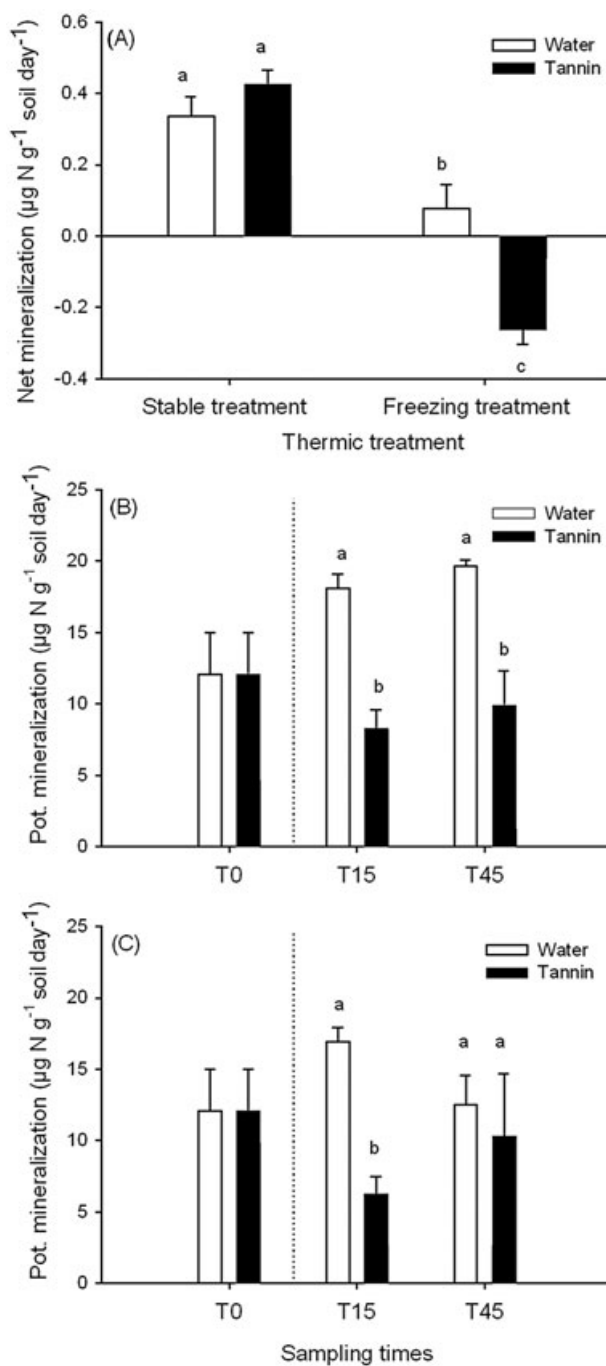 (A)
Water
Tannin
Net mineralization (µg N g⁻¹ soil day⁻¹)
0.6
0.4
0.2
0.0
-0.2
-0.4
a
a
b
c
Stable treatment
Freezing treatment
Thermic treatment
(B)
Water
Tannin
Pot. mineralization (µg N g⁻¹ soil day⁻¹)
25
20
15
10
5
0
a
b
a
b
T0
T15
T45
(C)
Water
Tannin
Pot. mineralization (µg N g⁻¹ soil day⁻¹)
25
20
15
10
5
0
a
b
a
a
T0
T15
T45
Sampling times